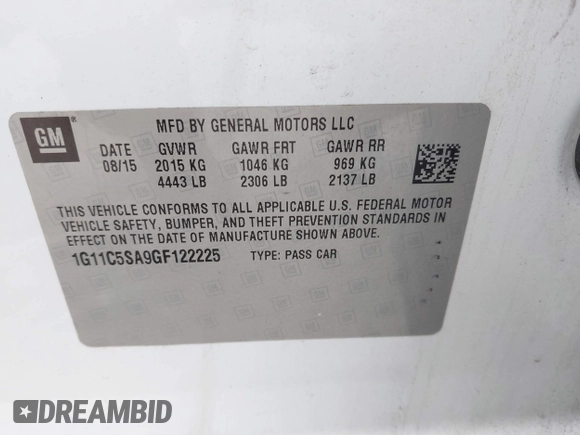 GM
MFD BY GENERAL MOTORS LLC
DATE GVWR GAWR FRT GAWR RR
08/15 2015 KG 1046 KG 969 KG
4443 LB 2306 LB 2137 LB
THIS VEHICLE CONFORMS TO ALL APPLICABLE U.S. FEDERAL MOTOR
VEHICLE SAFETY, BUMPER, AND THEFT PREVENTION STANDARDS IN
EFFECT ON THE DATE OF MANUFACTURE SHOWN ABOVE.
1G11C5SA9GF122225 TYPE: PASS CAR
DREAMBID